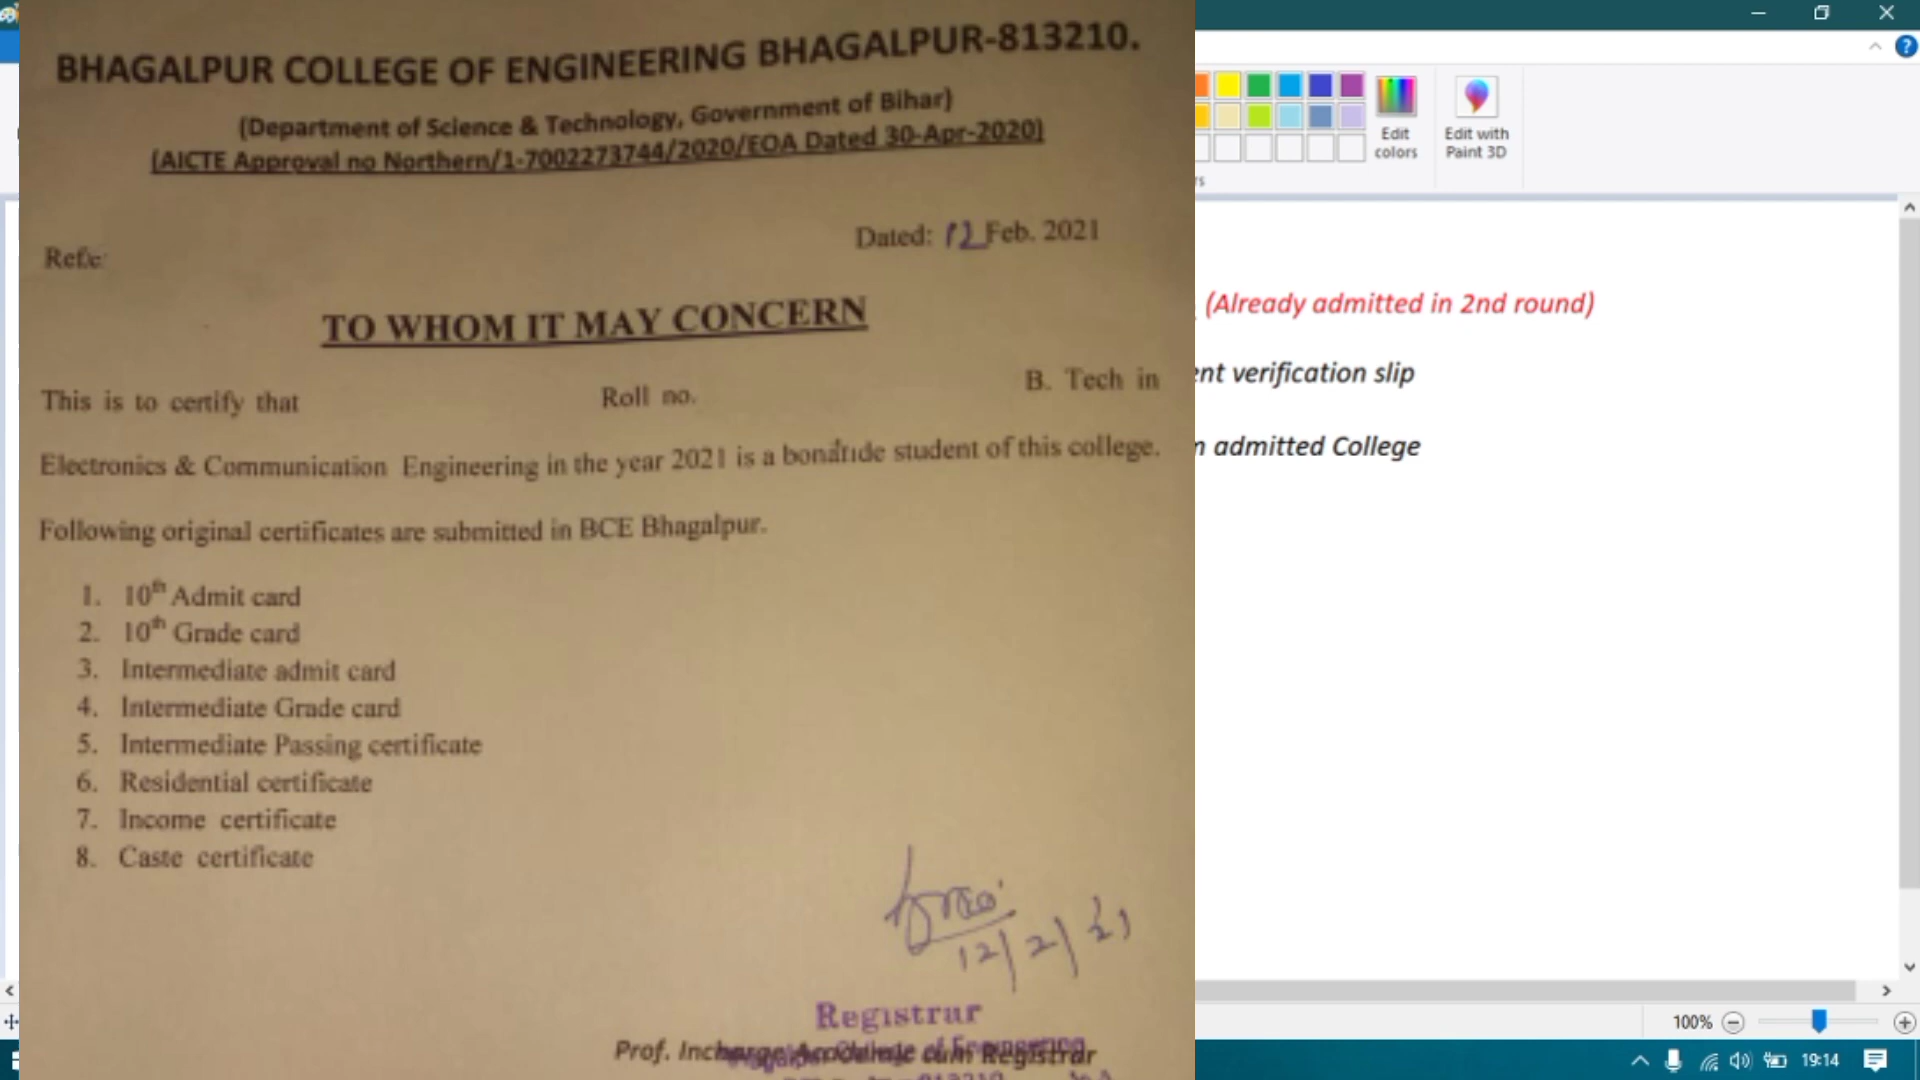 BHAGALPUR COLLEGE OF ENGINEERING BHAGALPUR-813210.
(Department of Science & Technology, Government of Bihar)
(AICTE Approval no Northern/1-7002273744/2020/EOA Dated 30-Apr-2020)
Dated: 12 Feb. 2021
TO WHOM IT MAY CONCERN
This is to certify that Roll no. B. Tech in
Electronics & Communication Engineering in the year 2021 is a bonafide student of this college.
Following original certificates are submitted in BCE Bhagalpur.
1. 10th Admit card
2. 10th Grade card
3. Intermediate admit card
4. Intermediate Grade card
5. Intermediate Passing certificate
6. Residential certificate
7. Income certificate
8. Caste certificate
12/2/21
Registrar
Prof. Incharge Academic cum Registrar
Edit colors
Edit with Paint 3D
(Already admitted in 2nd round)
verification slip
admitted College
100%
19:14